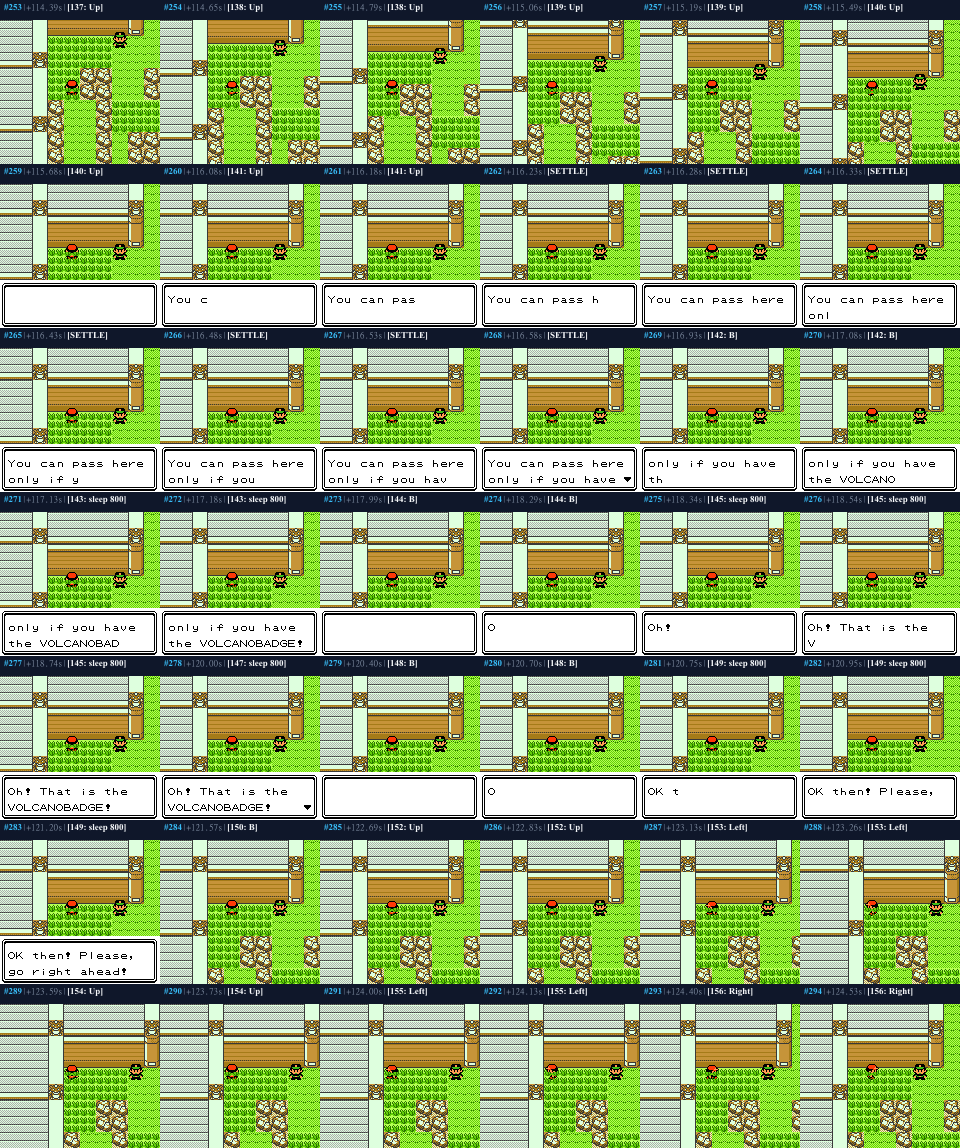 #253 | +114.39s | [137: Up] #254 | +114.65s | [138: Up] #255 | +114.79s | [138: Up] #256 | +115.06s | [139: Up] #257 | +115.19s | [139: Up] #258 | +115.49s | [140: Up]
#259 | +115.68s | [140: Up] #260 | +116.08s | [141: Up] #261 | +116.18s | [141: Up] #262 | +116.23s | [SETTLE] #263 | +116.28s | [SETTLE] #264 | +116.33s | [SETTLE]
You c
You can pas
You can pass h
You can pass here
You can pass here
onl
#265 | +116.43s | [SETTLE] #266 | +116.48s | [SETTLE] #267 | +116.53s | [SETTLE] #268 | +116.58s | [SETTLE] #269 | +116.93s | [142: B] #270 | +117.08s | [142: B]
You can pass here
only if y
You can pass here
only if you
You can pass here
only if you hav
You can pass here
only if you have ▼
only if you have
th
only if you have
the VOLCANO
#271 | +117.13s | [143: sleep 800] #272 | +117.18s | [143: sleep 800] #273 | +117.99s | [144: B] #274 | +118.29s | [144: B] #275 | +118.34s | [145: sleep 800] #276 | +118.54s | [145: sleep 800]
only if you have
the VOLCANOBAD
only if you have
the VOLCANOBADGE!
O
Oh!
Oh! That is the
V
#277 | +118.74s | [145: sleep 800] #278 | +120.00s | [147: sleep 800] #279 | +120.40s | [148: B] #280 | +120.70s | [148: B] #281 | +120.75s | [149: sleep 800] #282 | +120.95s | [149: sleep 800]
Oh! That is the
VOLCANOBADGE!
Oh! That is the
VOLCANOBADGE! ▼
O
OK t
OK then! Please,
#283 | +121.20s | [149: sleep 800] #284 | +121.57s | [150: B] #285 | +122.69s | [152: Up] #286 | +122.83s | [152: Up] #287 | +123.13s | [153: Left] #288 | +123.26s | [153: Left]
OK then! Please,
go right ahead!
#289 | +123.59s | [154: Up] #290 | +123.73s | [154: Up] #291 | +124.00s | [155: Left] #292 | +124.13s | [155: Left] #293 | +124.40s | [156: Right] #294 | +124.53s | [156: Right]